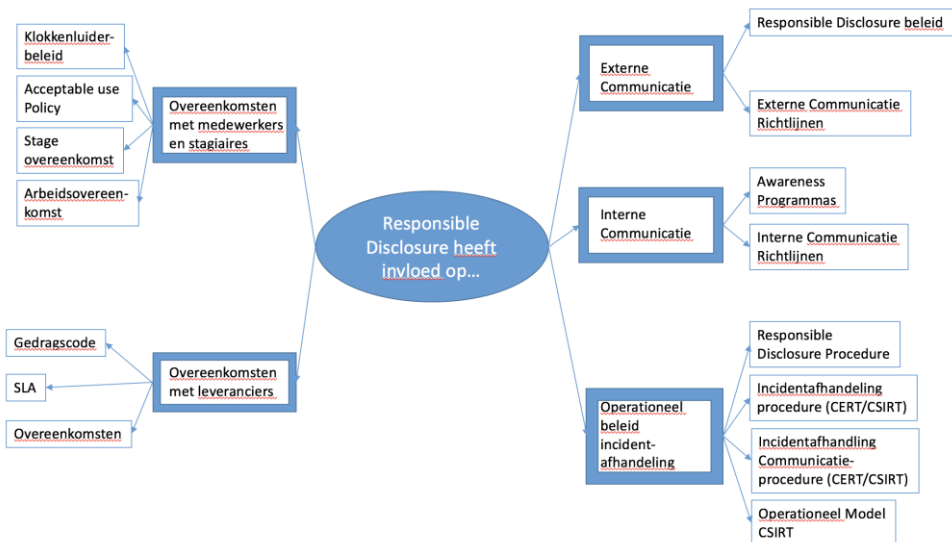 Klokkenluider-
beleid
Acceptable use
Policy
Stage
overeenkomst
Arbeidsovereen-
komst
Overeenkomsten
met medewerkers
en stagiaires
Gedragscode
SLA
Overeenkomsten
Overeenkomsten
met leveranciers
Responsible
Disclosure heeft
invloed op...
Externe
Communicatie
Responsible Disclosure beleid
Externe Communicatie
Richtlijnen
Interne
Communicatie
Awareness
Programmas
Interne Communicatie
Richtlijnen
Operationeel
beleid
incident-
afhandeling
Responsible
Disclosure Procedure
Incidentafhandeling
procedure (CERT/CSIRT)
Incidentafhandling
Communicatie-
procedure (CERT/CSIRT)
Operationeel Model
CSIRT